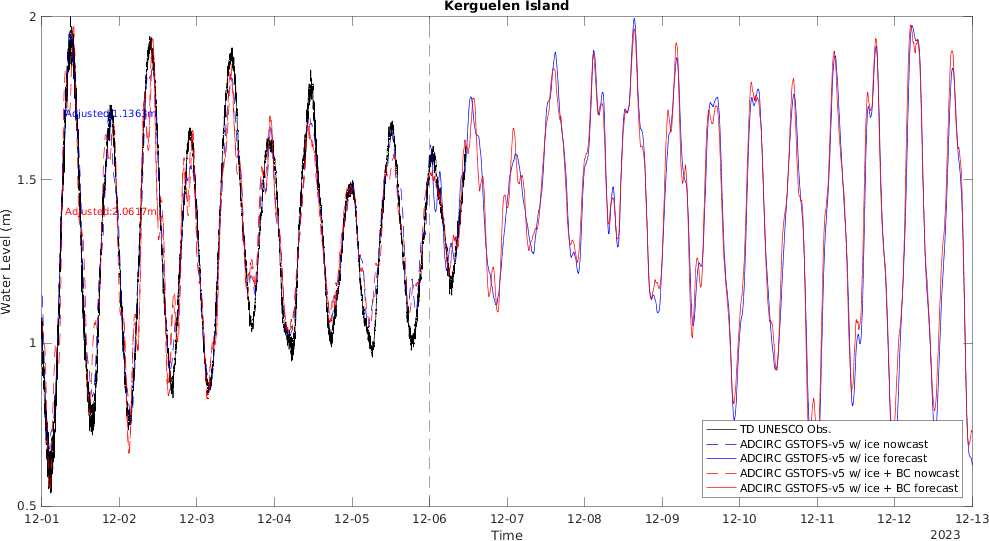 Kerguelen Island
Water Level (m)
2
1.5
1
0.5
Adjusted:1.1363m
Adjusted:2.0617m
TD UNESCO Obs.
ADCIRC GSTOFS-v5 w/ ice nowcast
ADCIRC GSTOFS-v5 w/ ice forecast
ADCIRC GSTOFS-v5 w/ ice + BC nowcast
ADCIRC GSTOFS-v5 w/ ice + BC forecast
12-01 12-02 12-03 12-04 12-05 12-06 12-07 12-08 12-09 12-10 12-11 12-12 12-13
Time
2023